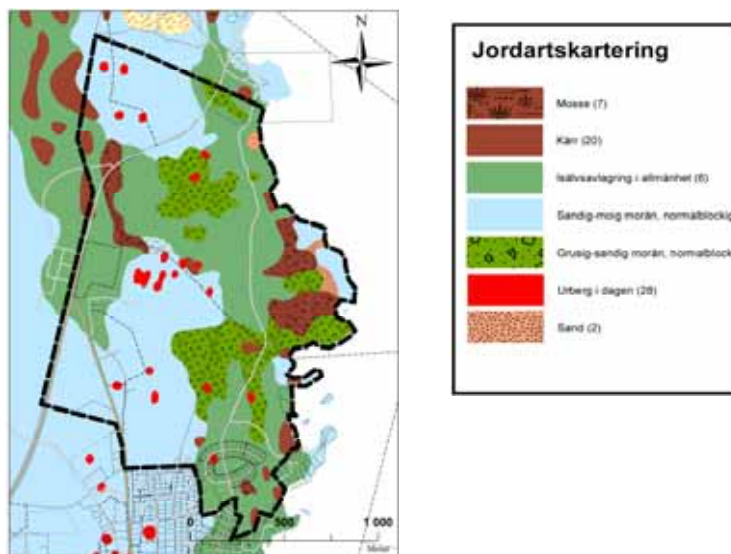 N
0 500 1 000
Meter
Jordartskartering
Mosse (7)
Kärr (20)
Isälvsavlagring i allmänhet (6)
Sandig-moig morän, normalblockig
Grusig-sandig morän, normalblock
Urberg i dagen (28)
Sand (2)